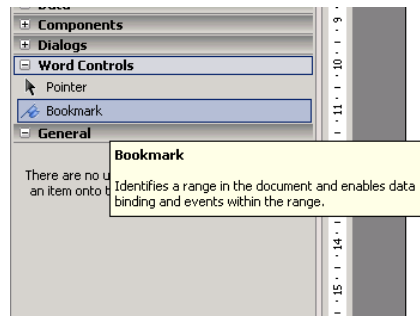 Data
Components
Dialogs
Word Controls
Pointer
Bookmark
General
Bookmark
There are no u
Identifies a range in the document and enables data
an item onto t
binding and events within the range.
9
10
11
14
15